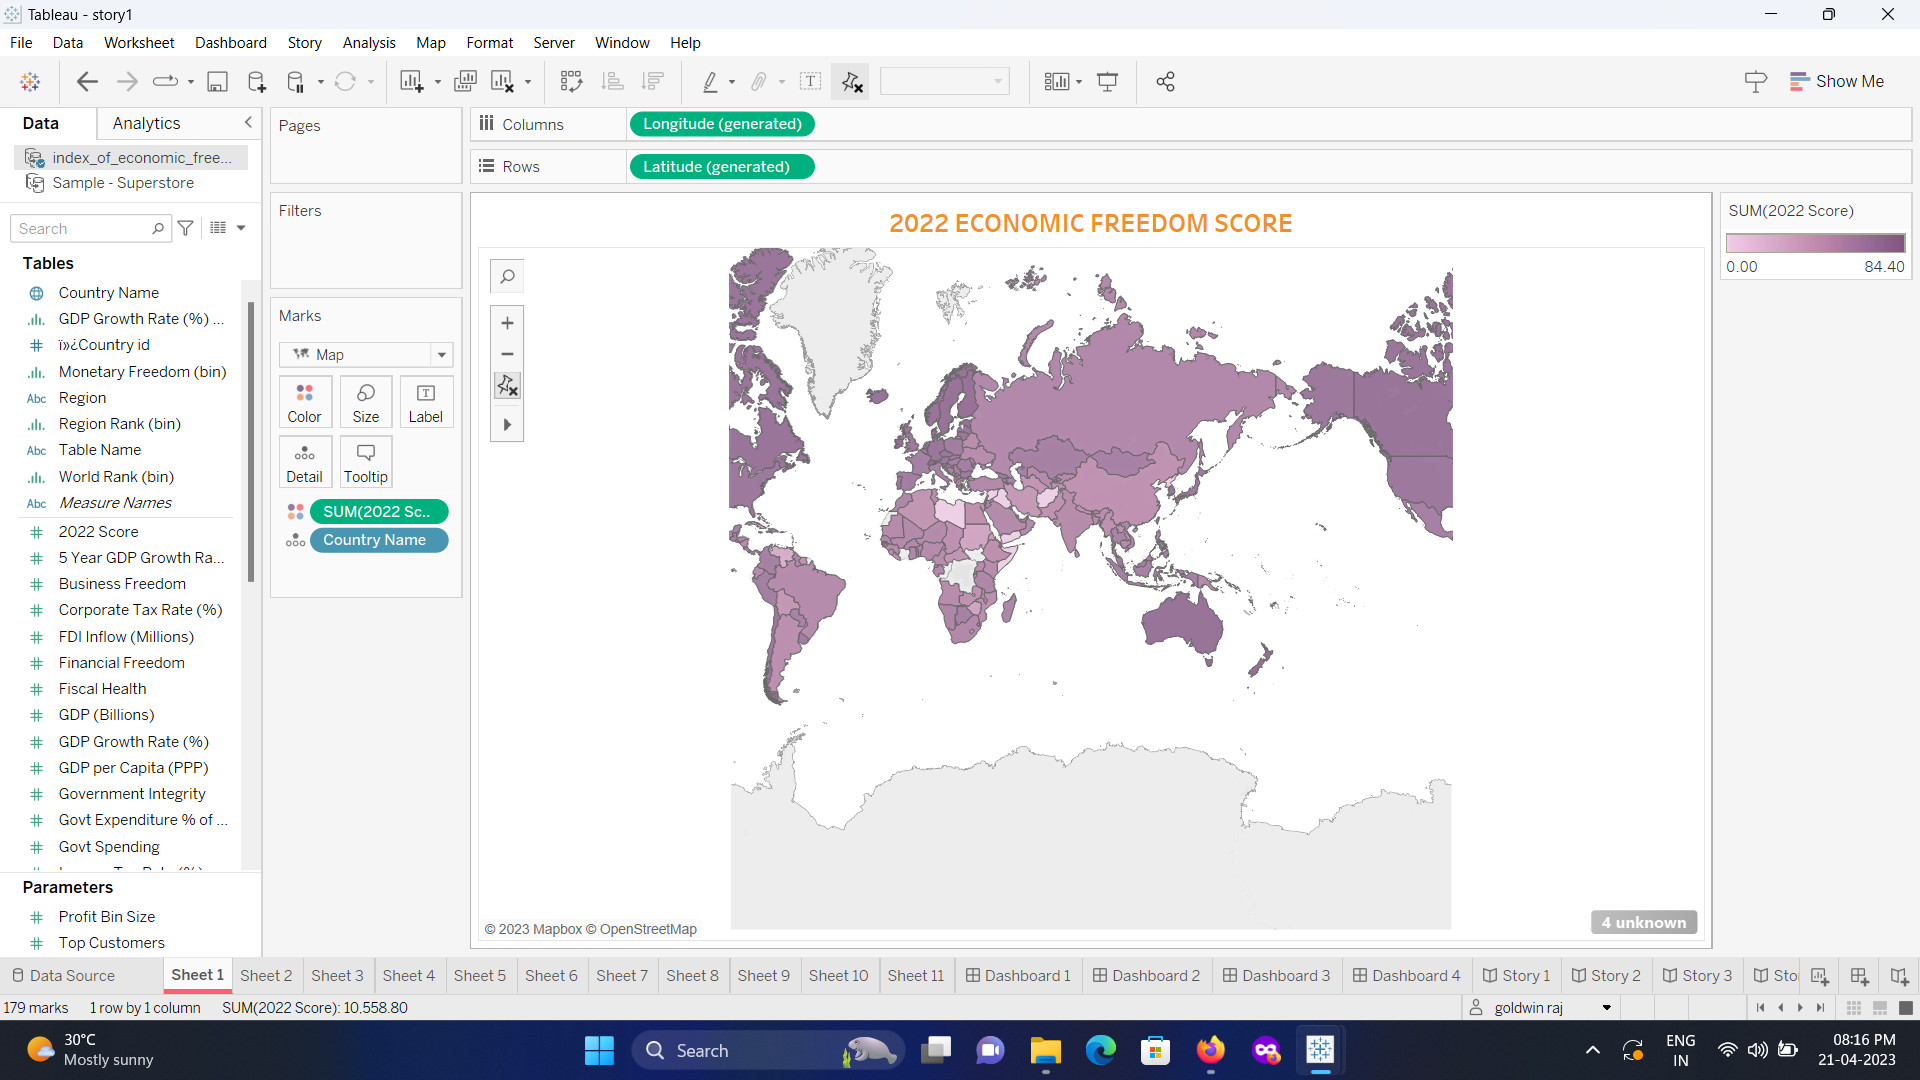 Tableau - story1
File Data Worksheet Dashboard Story Analysis Map Format Server Window Help
Show Me
Data Analytics
index_of_economic_free...
Sample - Superstore
Search
Tables
Country Name
GDP Growth Rate (%) ...
ï»¿Country id
Monetary Freedom (bin)
Abc Region
Region Rank (bin)
Abc Table Name
World Rank (bin)
Abc Measure Names
2022 Score
5 Year GDP Growth Ra...
Business Freedom
Corporate Tax Rate (%)
FDI Inflow (Millions)
Financial Freedom
Fiscal Health
GDP (Billions)
GDP Growth Rate (%)
GDP per Capita (PPP)
Government Integrity
Govt Expenditure % of ...
Govt Spending
Parameters
Profit Bin Size
Top Customers
Pages
Filters
Marks
Map
Color Size Label
Detail Tooltip
SUM(2022 Sc..
Country Name
Columns Longitude (generated)
Rows Latitude (generated)
2022 ECONOMIC FREEDOM SCORE
© 2023 Mapbox © OpenStreetMap
4 unknown
SUM(2022 Score)
0.00 84.40
Data Source Sheet 1 Sheet 2 Sheet 3 Sheet 4 Sheet 5 Sheet 6 Sheet 7 Sheet 8 Sheet 9 Sheet 10 Sheet 11 Dashboard 1 Dashboard 2 Dashboard 3 Dashboard 4 Story 1 Story 2 Story 3 Sto
179 marks 1 row by 1 column SUM(2022 Score): 10,558.80 goldwin raj
30°C
Mostly sunny
Search
ENG
IN
08:16 PM
21-04-2023